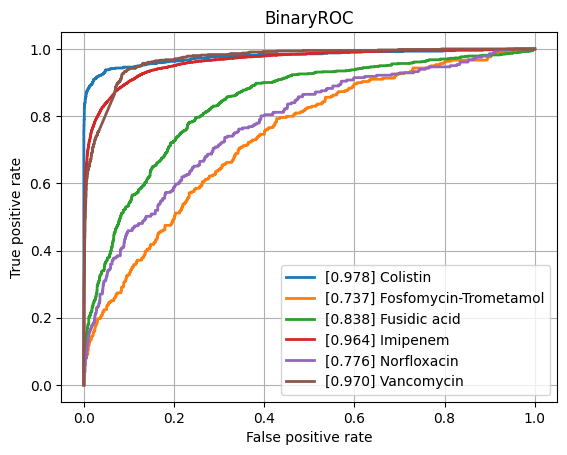 BinaryROC
True positive rate
1.0
0.8
0.6
0.4
0.2
0.0
[0.978] Colistin
[0.737] Fosfomycin-Trometamol
[0.838] Fusidic acid
[0.964] Imipenem
[0.776] Norfloxacin
[0.970] Vancomycin
0.0 0.2 0.4 0.6 0.8 1.0
False positive rate